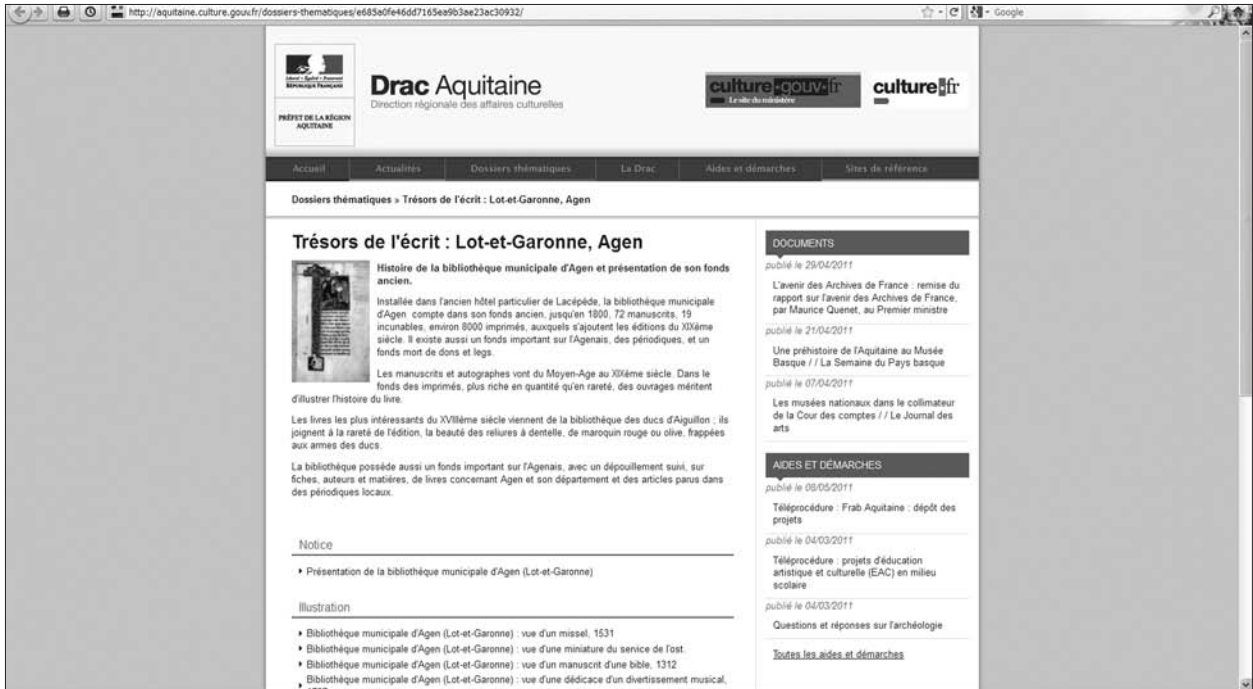 http://aquitaine.culture.gouv.fr/dossiers-thematiques/e685a0fe46dd7165ea9b3ae23ac30932/
Google
Liberté • Égalité • Fraternité
RÉPUBLIQUE FRANÇAISE
PRÉFET DE LA RÉGION
AQUITAINE
Drac Aquitaine
Direction régionale des affaires culturelles
culture.gouv.fr
Le site du ministère
culture.fr
Accueil Actualités Dossiers thématiques La Drac Aides et démarches Sites de référence
Dossiers thématiques » Trésors de l'écrit : Lot-et-Garonne, Agen
Trésors de l'écrit : Lot-et-Garonne, Agen
Histoire de la bibliothèque municipale d'Agen et présentation de son fonds
ancien.
Installée dans l'ancien hôtel particulier de Lacépède, la bibliothèque municipale
d'Agen compte dans son fonds ancien, jusqu'en 1800, 72 manuscrits, 19
incunables, environ 8000 imprimés, auxquels s'ajoutent les éditions du XIXème
siècle. Il existe aussi un fonds important sur l'Agenais, des périodiques, et un
fonds mort de dons et legs.
Les manuscrits et autographes vont du Moyen-Age au XIXème siècle. Dans le
fonds des imprimés, plus riche en quantité qu'en rareté, des ouvrages méritent
d'illustrer l'histoire du livre.
Les livres les plus intéressants du XVIIIème siècle viennent de la bibliothèque des ducs d'Aiguillon ; ils
joignent à la rareté de l'édition, la beauté des reliures à dentelle, de maroquin rouge ou olive, frappées
aux armes des ducs.
La bibliothèque possède aussi un fonds important sur l'Agenais, avec un dépouillement suivi, sur
fiches, auteurs et matières, de livres concernant Agen et son département et des articles parus dans
des périodiques locaux.
Notice
Présentation de la bibliothèque municipale d'Agen (Lot-et-Garonne)
Illustration
Bibliothèque municipale d'Agen (Lot-et-Garonne) : vue d'un missel, 1531
Bibliothèque municipale d'Agen (Lot-et-Garonne) : vue d'une miniature du service de l'ost.
Bibliothèque municipale d'Agen (Lot-et-Garonne) : vue d'un manuscrit d'une bible, 1312
Bibliothèque municipale d'Agen (Lot-et-Garonne) : vue d'une dédicace d'un divertissement musical,
DOCUMENTS
publié le 29/04/2011
L'avenir des Archives de France : remise du
rapport sur l'avenir des Archives de France,
par Maurice Quenet, au Premier ministre
publié le 21/04/2011
Une préhistoire de l'Aquitaine au Musée
Basque / / La Semaine du Pays basque
publié le 07/04/2011
Les musées nationaux dans le collimateur
de la Cour des comptes / / Le Journal des
arts
AIDES ET DÉMARCHES
publié le 08/05/2011
Téléprocédure : Frab Aquitaine : dépôt des
projets
publié le 04/03/2011
Téléprocédure : projets d'éducation
artistique et culturelle (EAC) en milieu
scolaire
publié le 04/03/2011
Questions et réponses sur l'archéologie
Toutes les aides et démarches